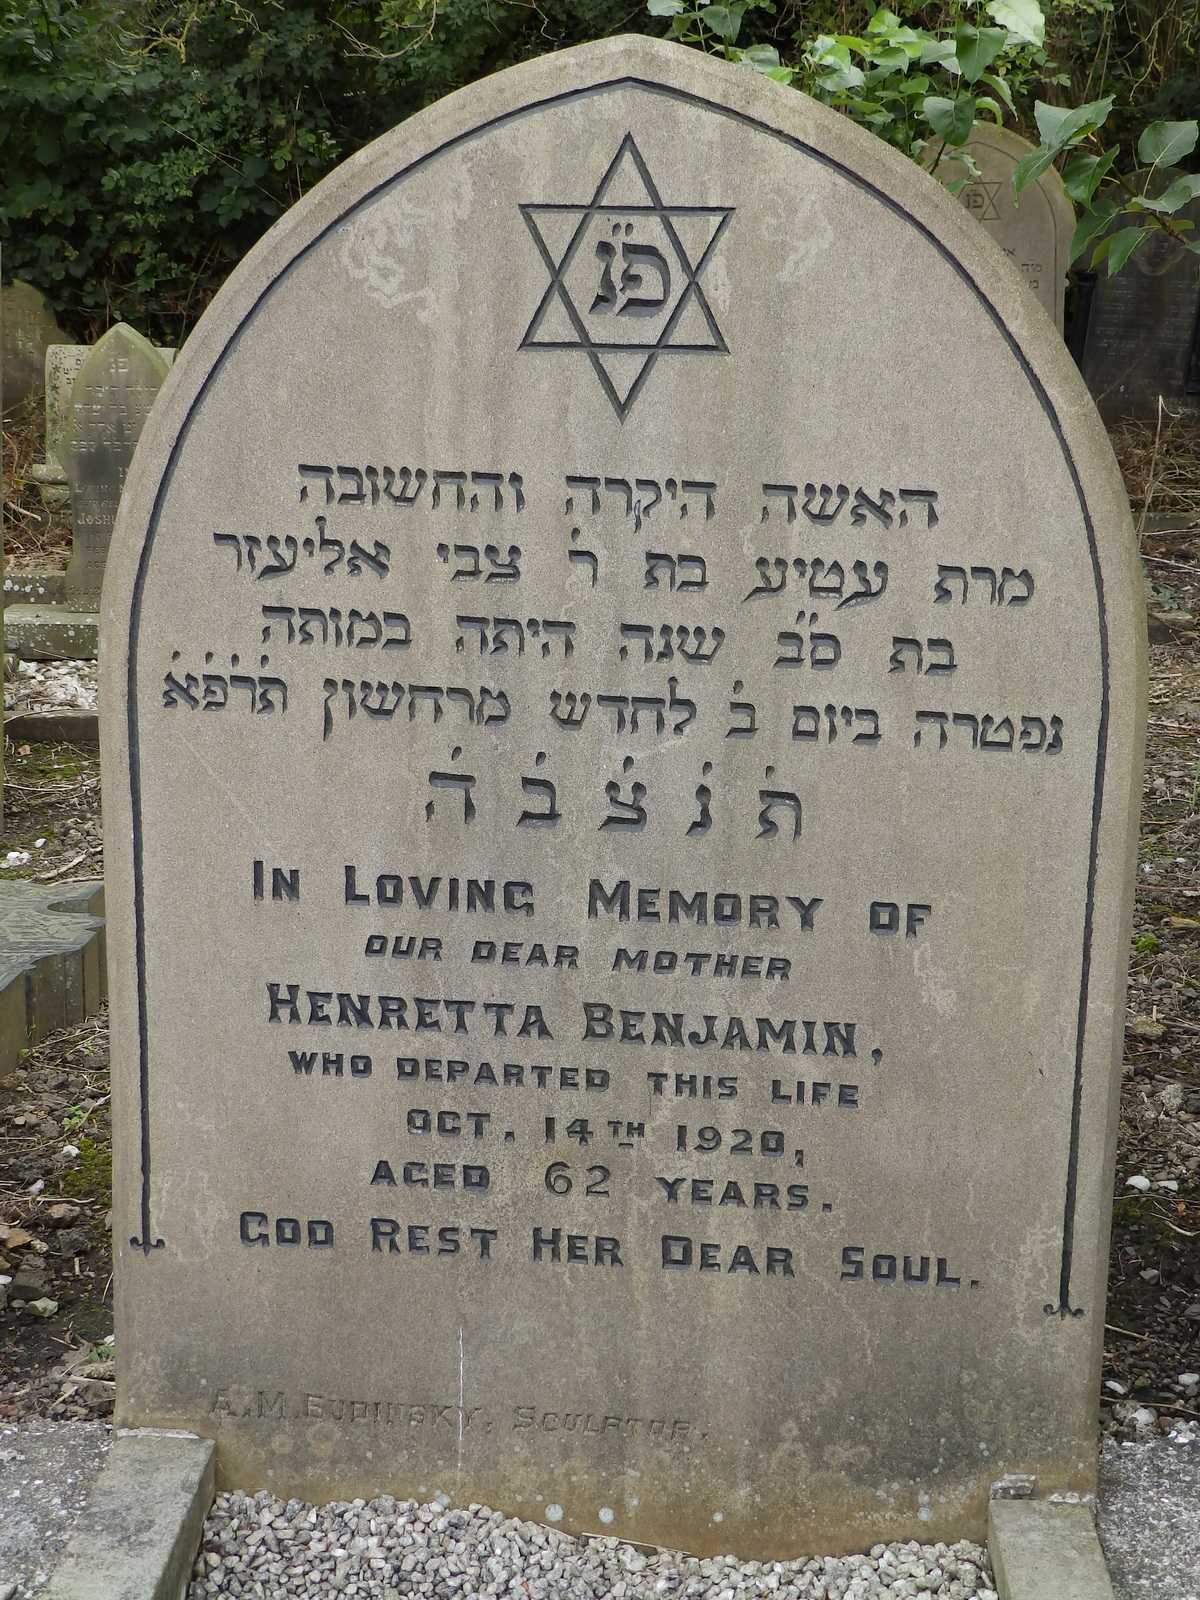 פ״נ
האשה היקרה והחשובה
מרת עטיע בת ר׳ צבי אליעזר
בת ס״ב שנה היתה במותה
נפטרה ביום ב׳ לחדש מרחשון ת׳ר׳פ׳א׳
ת׳נ׳צ׳ב׳ה׳
IN LOVING MEMORY OF
OUR DEAR MOTHER
HENRETTA BENJAMIN,
WHO DEPARTED THIS LIFE
OCT. 14TH 1920,
AGED 62 YEARS.
GOD REST HER DEAR SOUL.
A.M. SCULPTOR.